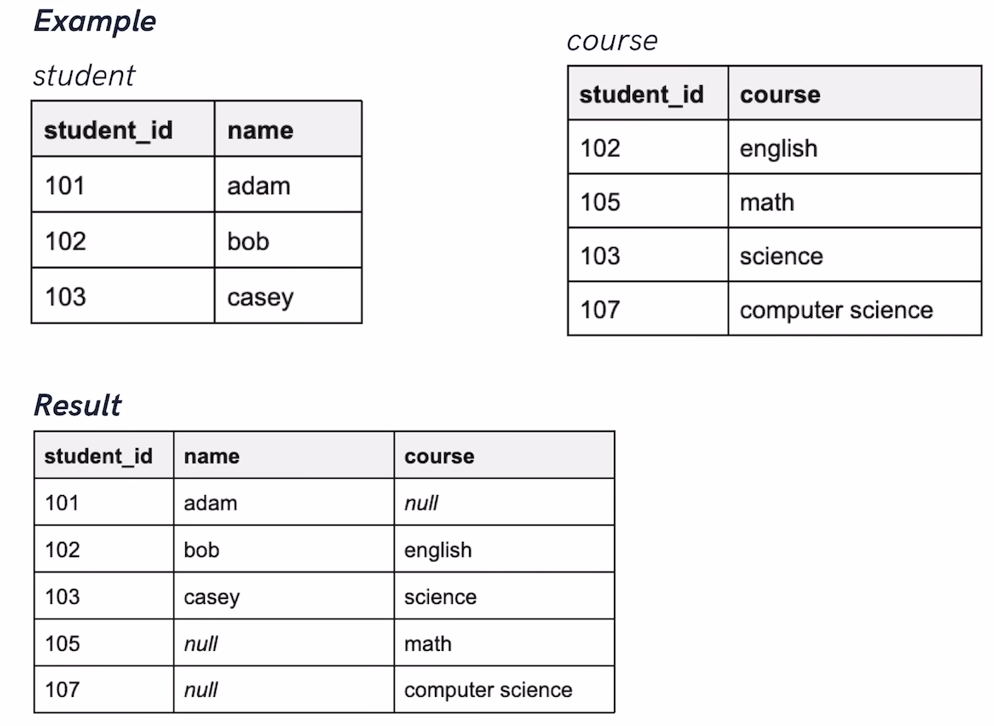 Example
student
student_id name
101 adam
102 bob
103 casey
course
student_id course
102 english
105 math
103 science
107 computer science
Result
student_id name course
101 adam null
102 bob english
103 casey science
105 null math
107 null computer science